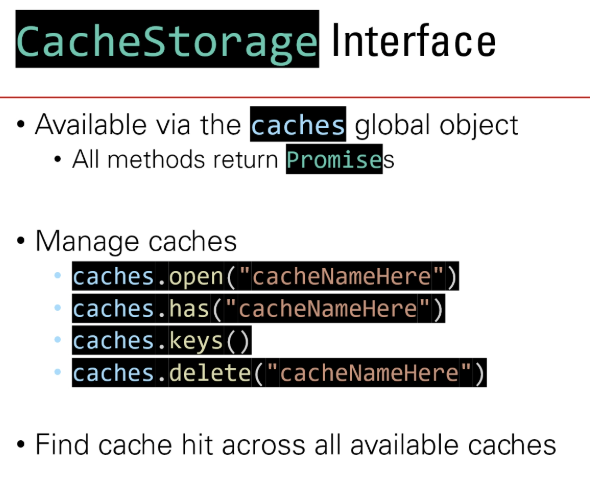 CacheStorage Interface
• Available via the caches global object
• All methods return Promises
• Manage caches
• caches.open("cacheNameHere")
• caches.has("cacheNameHere")
• caches.keys()
• caches.delete("cacheNameHere")
• Find cache hit across all available caches